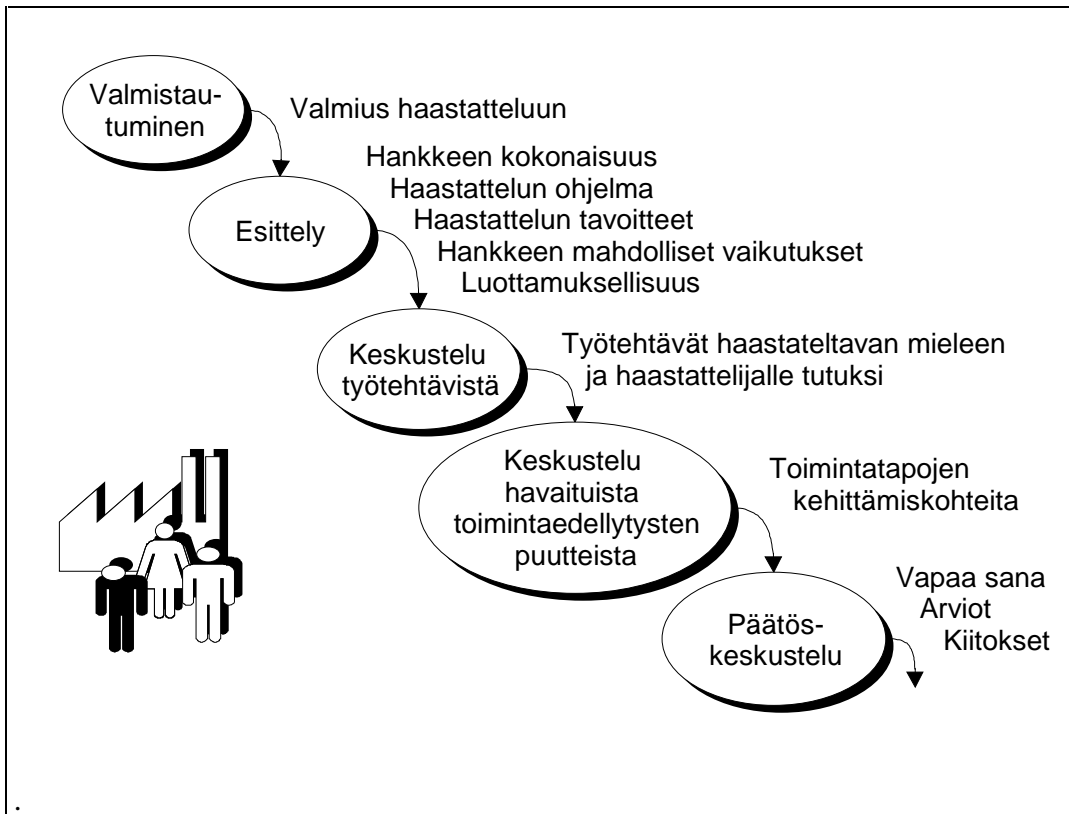 Valmistau-
tuminen
Valmius haastatteluun
Hankkeen kokonaisuus
Haastattelun ohjelma
Haastattelun tavoitteet
Hankkeen mahdolliset vaikutukset
Luottamuksellisuus
Esittely
Keskustelu
työtehtävistä
Työtehtävät haastateltavan mieleen
ja haastattelijalle tutuksi
Keskustelu
havaituista
toimintaedellytysten
puutteista
Toimintatapojen
kehittämiskohteita
Päätös-
keskustelu
Vapaa sana
Arviot
Kiitokset
.